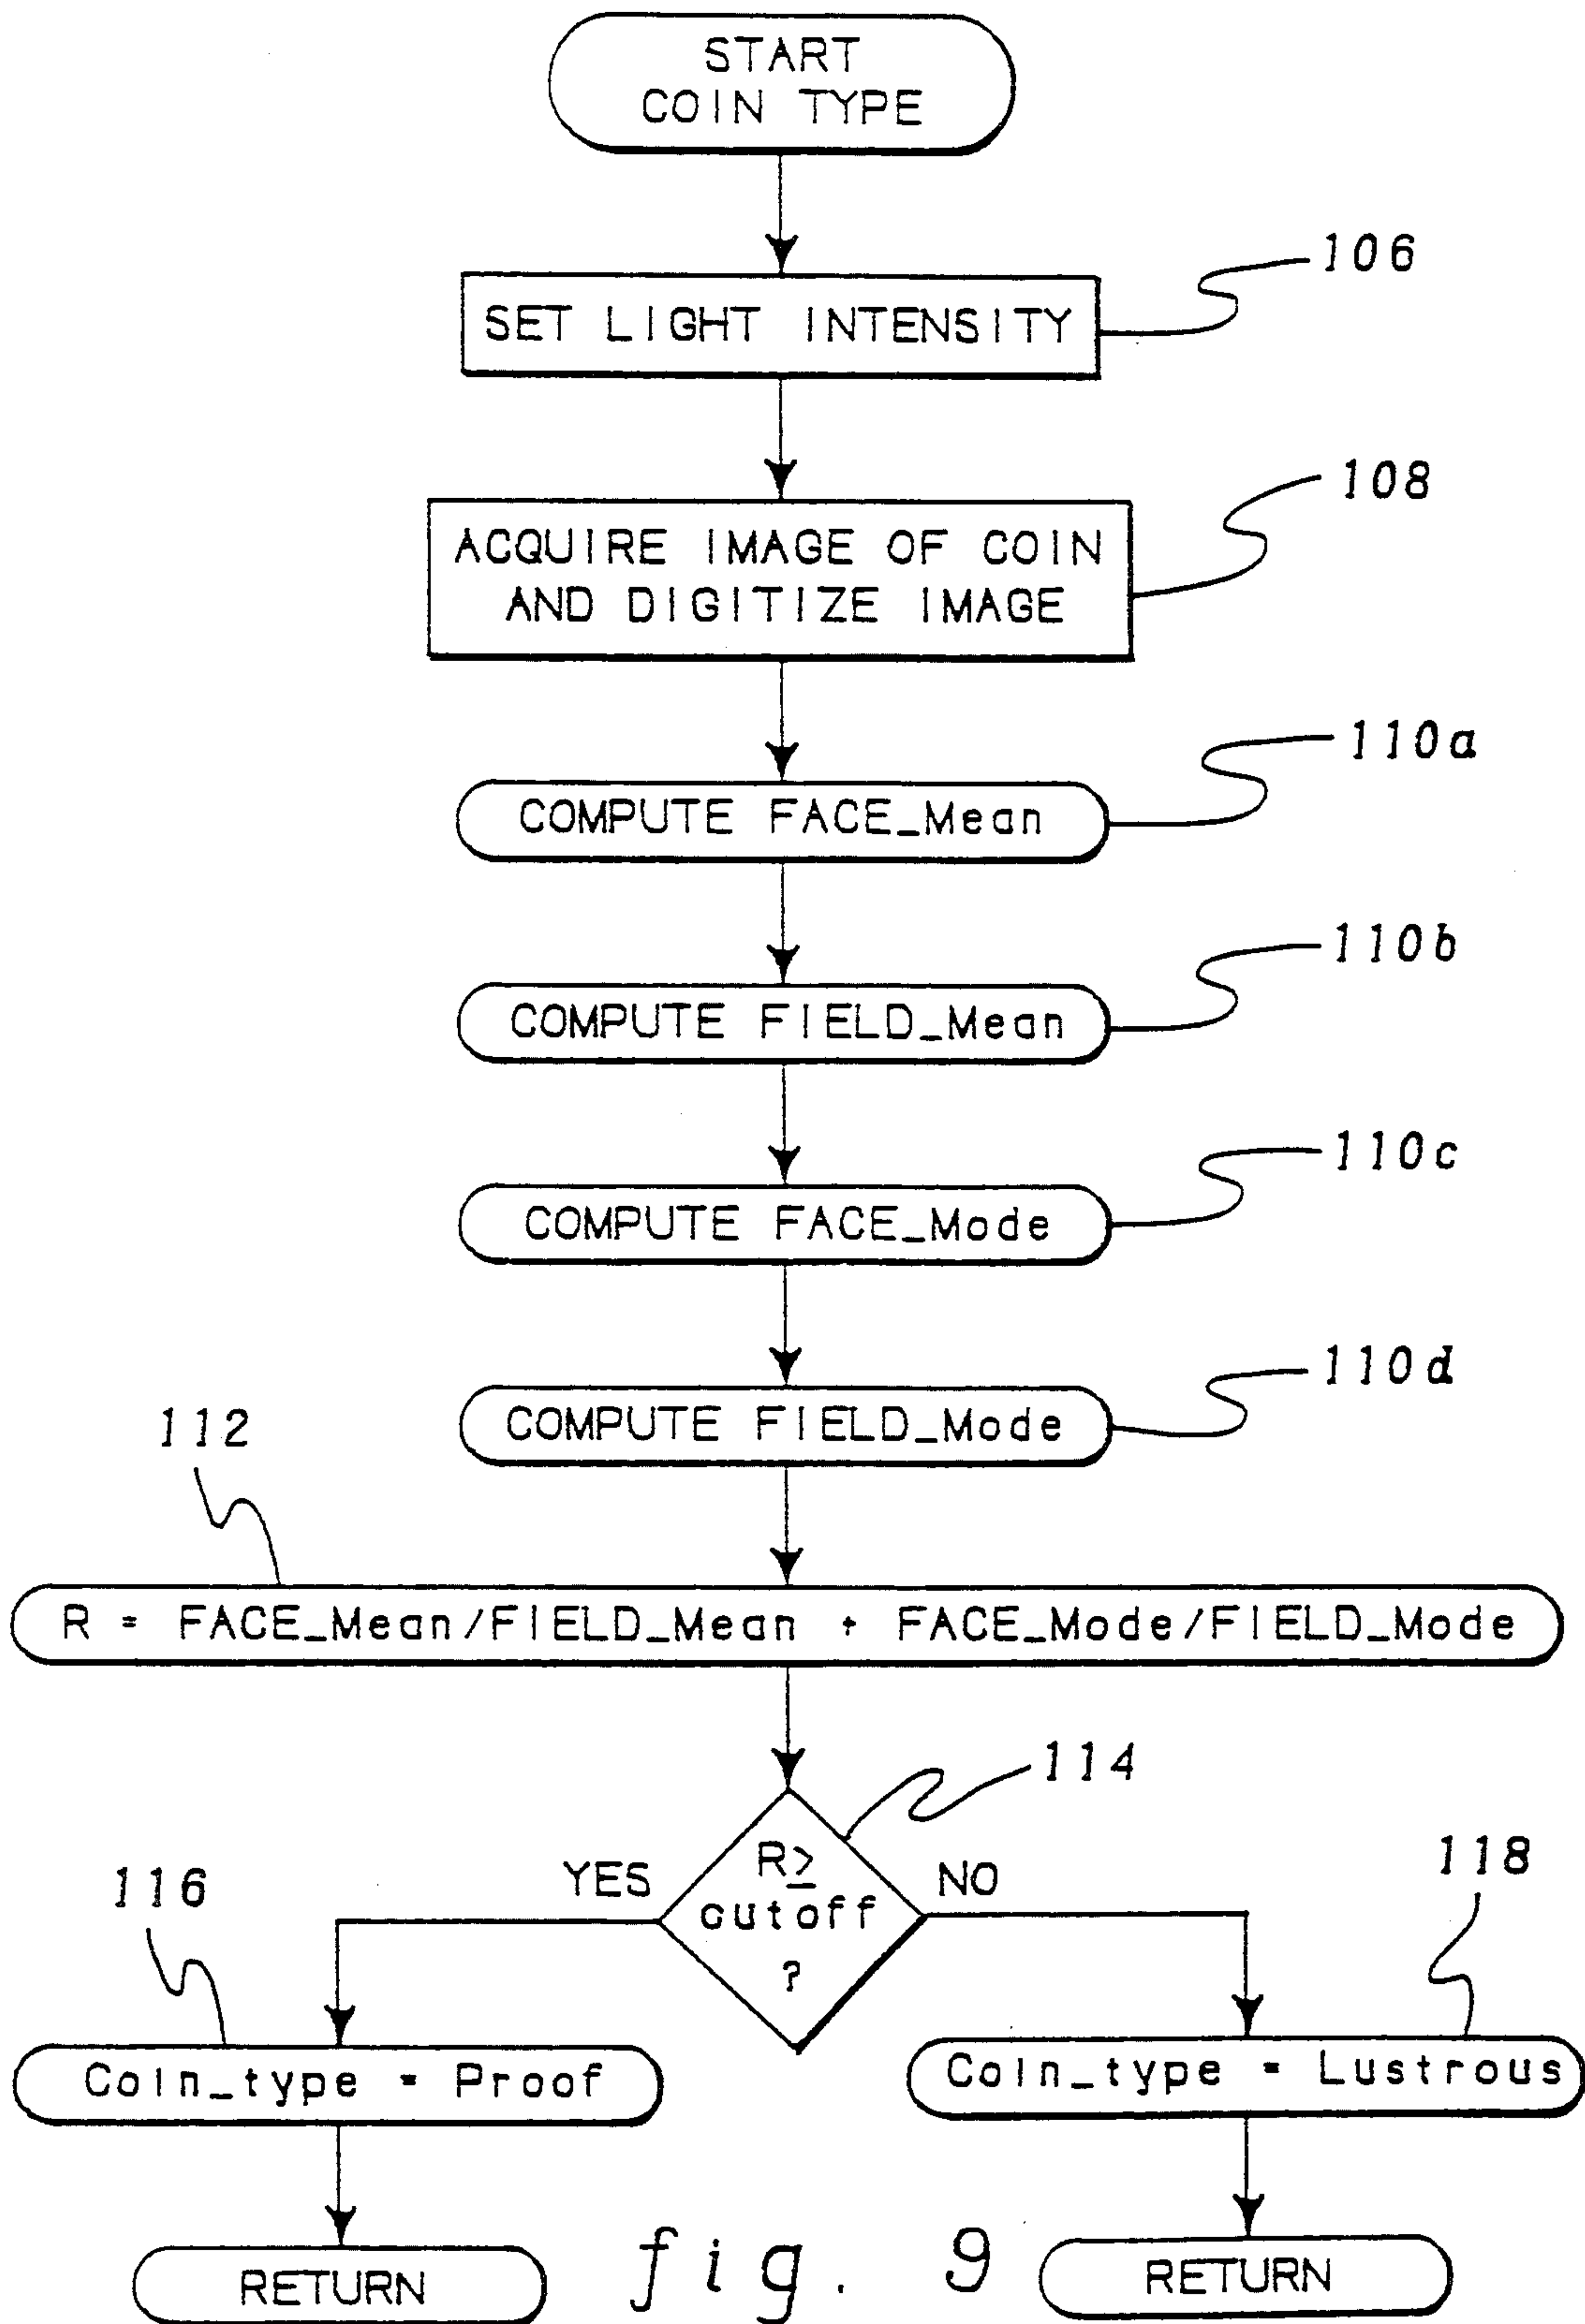 START
COIN TYPE
106
SET LIGHT INTENSITY
108
ACQUIRE IMAGE OF COIN
AND DIGITIZE IMAGE
110a
COMPUTE FACE_Mean
110b
COMPUTE FIELD_Mean
110c
COMPUTE FACE_Mode
110d
COMPUTE FIELD_Mode
112
R = FACE_Mean/FIELD_Mean + FACE_Mode/FIELD_Mode
114
R≥
cutoff
?
YES
NO
116
118
Coin_type = Proof
Coin_type = Lustrous
RETURN
fig. 9
RETURN